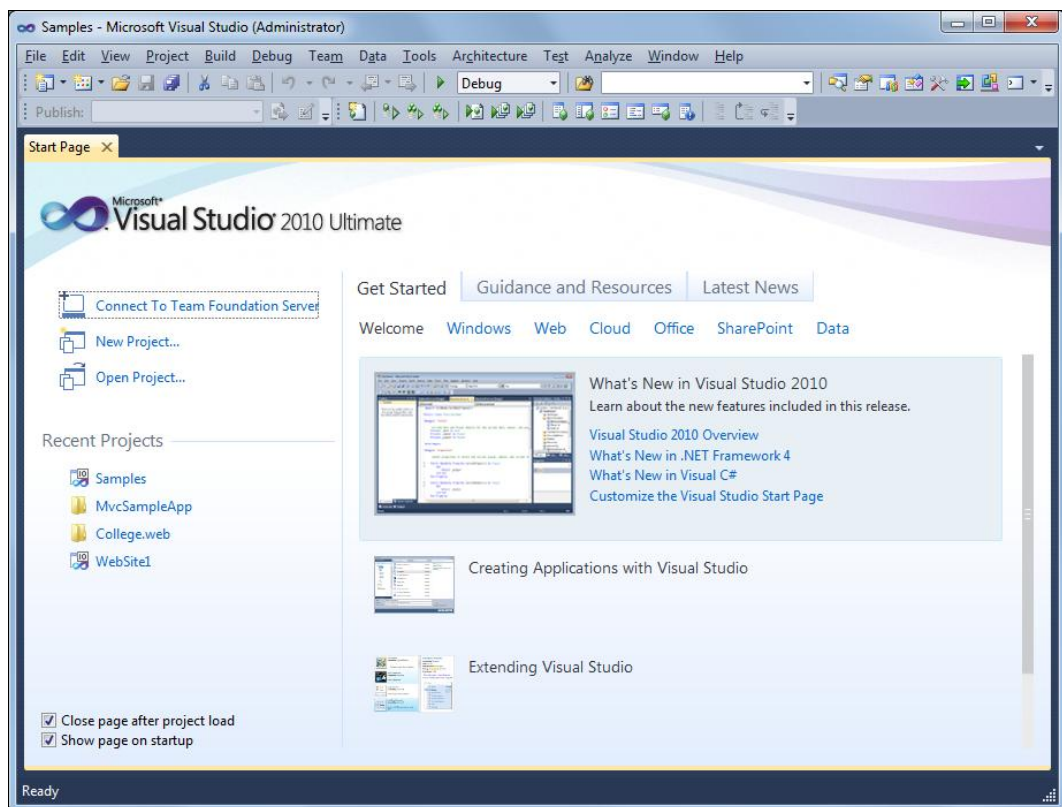 Samples - Microsoft Visual Studio (Administrator)
File Edit View Project Build Debug Team Data Tools Architecture Test Analyze Window Help
Debug
Publish:
Start Page
Microsoft
Visual Studio 2010 Ultimate
Connect To Team Foundation Server
New Project...
Open Project...
Recent Projects
Samples
MvcSampleApp
College.web
WebSite1
Close page after project load
Show page on startup
Get Started Guidance and Resources Latest News
Welcome Windows Web Cloud Office SharePoint Data
What's New in Visual Studio 2010
Learn about the new features included in this release.
Visual Studio 2010 Overview
What's New in .NET Framework 4
What's New in Visual C#
Customize the Visual Studio Start Page
Creating Applications with Visual Studio
Extending Visual Studio
Ready